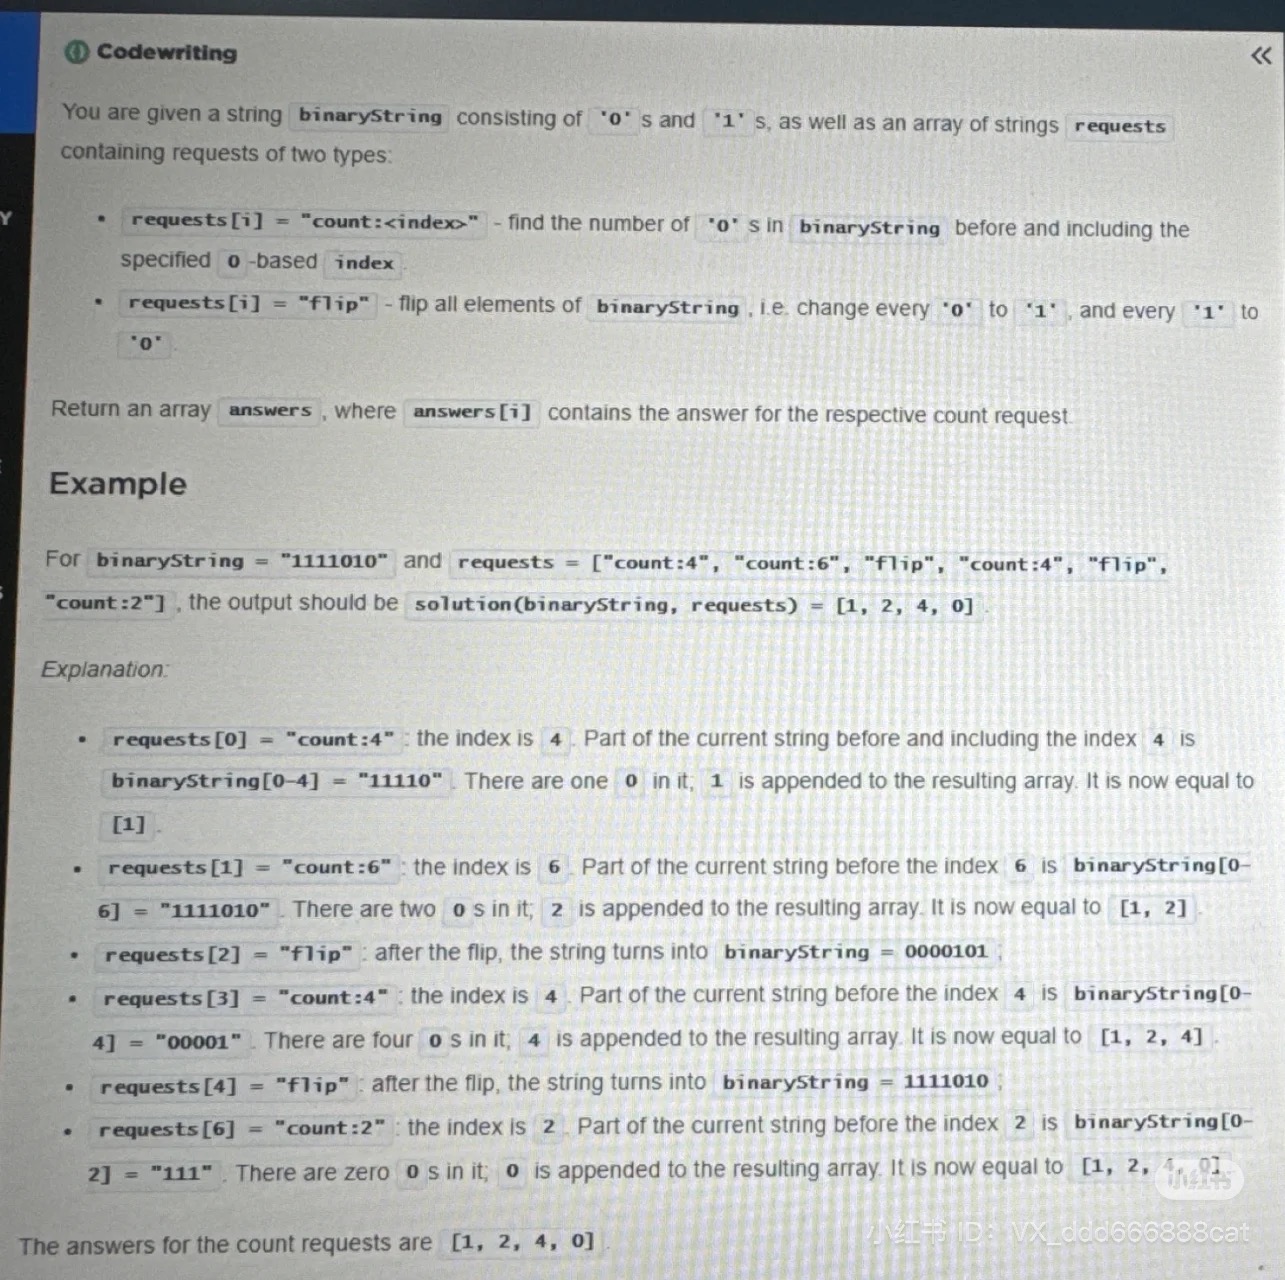 Codewriting
You are given a string binaryString consisting of '0' s and '1' s, as well as an array of strings requests
containing requests of two types:
• requests[i] = "count:<index>" - find the number of '0' s in binaryString before and including the
specified 0 -based index .
• requests[i] = "flip" - flip all elements of binaryString , i.e. change every '0' to '1' , and every '1' to
'0' .
Return an array answers , where answers[i] contains the answer for the respective count request.
Example
For binaryString = "1111010" and requests = ["count:4", "count:6", "flip", "count:4", "flip",
"count:2"] , the output should be solution(binaryString, requests) = [1, 2, 4, 0] .
Explanation:
• requests[0] = "count:4" : the index is 4 . Part of the current string before and including the index 4 is
binaryString[0-4] = "11110" . There are one 0 in it; 1 is appended to the resulting array. It is now equal to
[1] .
• requests[1] = "count:6" : the index is 6 . Part of the current string before the index 6 is binaryString[0-
6] = "1111010" . There are two 0 s in it; 2 is appended to the resulting array. It is now equal to [1, 2] .
• requests[2] = "flip" : after the flip, the string turns into binaryString = 0000101 ;
• requests[3] = "count:4" : the index is 4 . Part of the current string before the index 4 is binaryString[0-
4] = "00001" . There are four 0 s in it; 4 is appended to the resulting array. It is now equal to [1, 2, 4] .
• requests[4] = "flip" : after the flip, the string turns into binaryString = 1111010 ;
• requests[6] = "count:2" : the index is 2 . Part of the current string before the index 2 is binaryString[0-
2] = "111" . There are zero 0 s in it; 0 is appended to the resulting array. It is now equal to [1, 2, 4, 0]
小红书
The answers for the count requests are [1, 2, 4, 0] .
小红书 ID: VX_ddd666888cat
Y